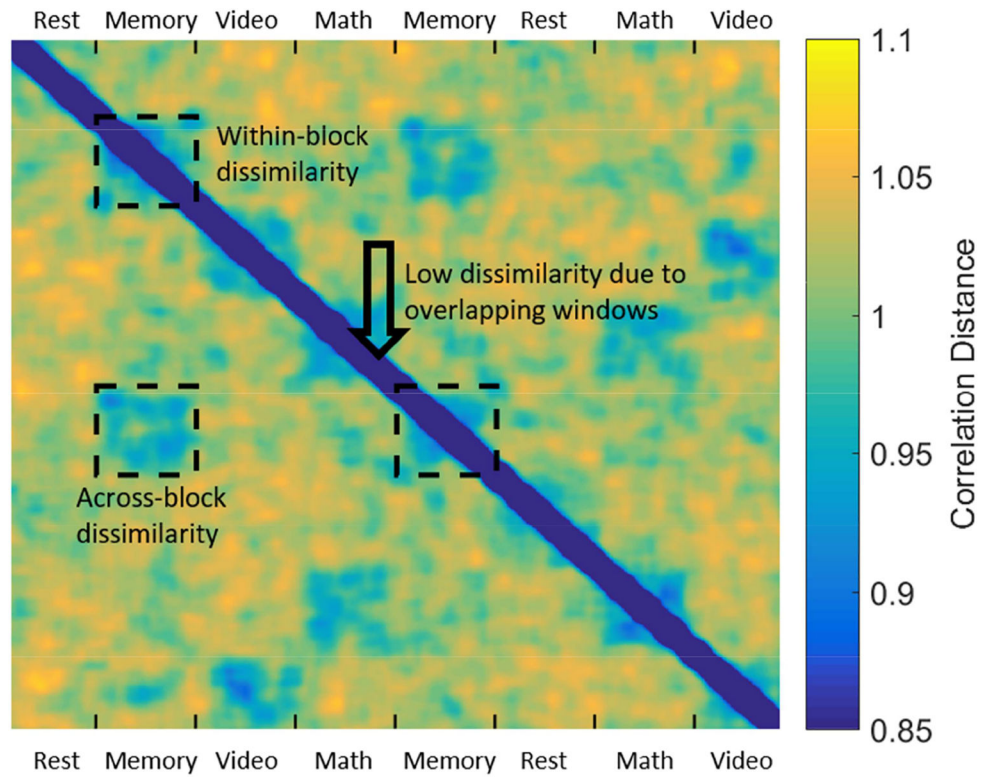 Rest Memory Video Math Memory Rest Math Video
Within-block
dissimilarity
Low dissimilarity due to
overlapping windows
Across-block
dissimilarity
Rest Memory Video Math Memory Rest Math Video
1.1
1.05
1
0.95
0.9
0.85
Correlation Distance